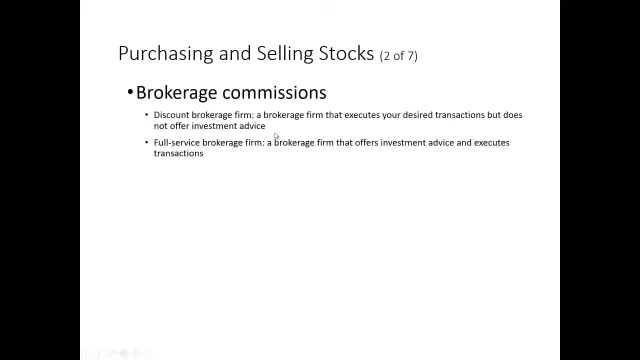 Purchasing and Selling Stocks (2 of 7)
•Brokerage commissions
• Discount brokerage firm: a brokerage firm that executes your desired transactions but does
not offer investment advice
• Full-service brokerage firm: a brokerage firm that offers investment advice and executes
transactions